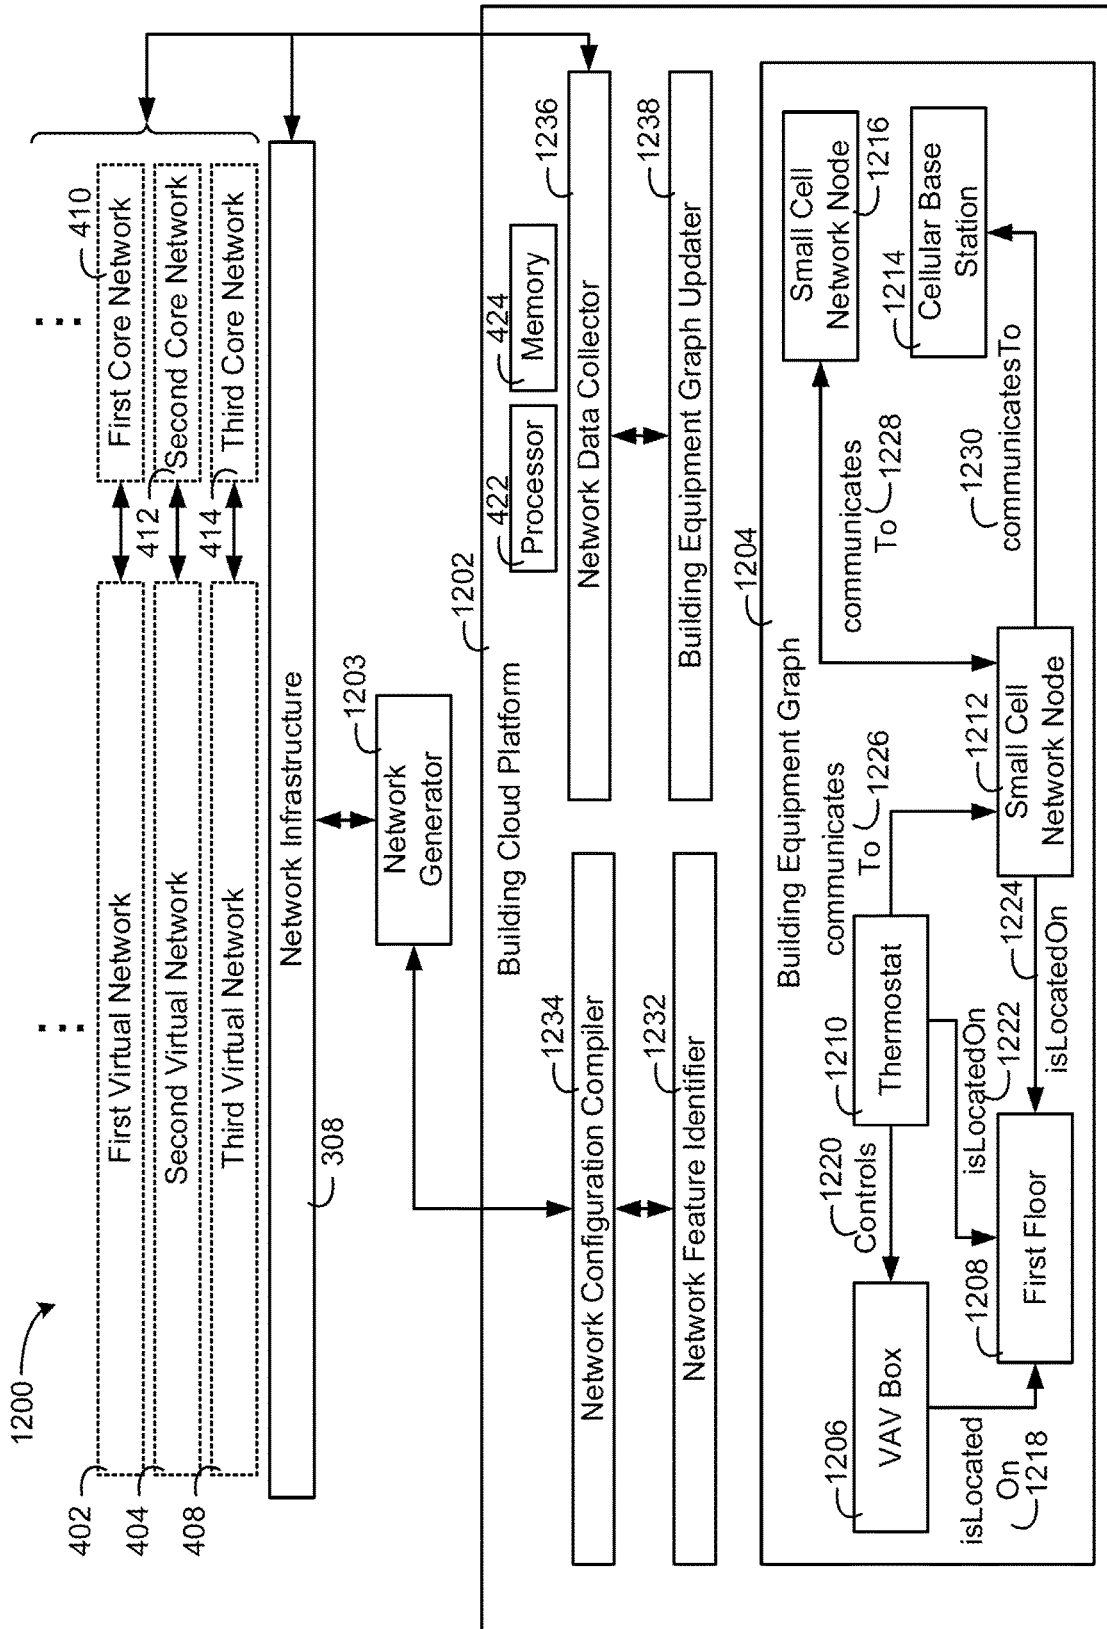 1200
402
First Virtual Network
First Core Network
410
404
Second Virtual Network
412
Second Core Network
408
Third Virtual Network
414
Third Core Network
308
Network Infrastructure
Network
Generator
1203
Building Cloud Platform
1202
422
Processor
424
Memory
1234
Network Configuration Compiler
1236
Network Data Collector
1232
Network Feature Identifier
1238
Building Equipment Graph Updater
Building Equipment Graph
1204
1206
VAV Box
1220
Controls
1210
Thermostat
communicates
To
1226
communicates
To
1228
Small Cell
Network Node
1216
isLocated
On
1218
1208
First Floor
isLocatedOn
1222
1224
isLocatedOn
1212
Small Cell
Network Node
1230
communicatesTo
1214
Cellular Base
Station